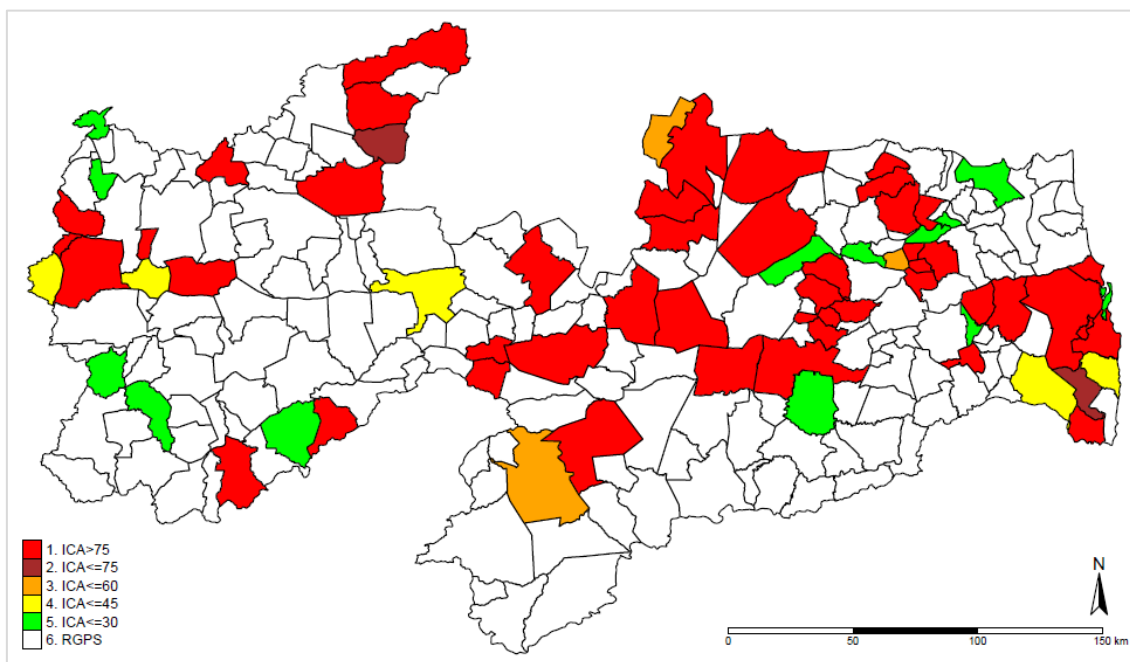 1. ICA>75
2. ICA<=75
3. ICA<=60
4. ICA<=45
5. ICA<=30
6. RGPS
N
0 50 100 150 km